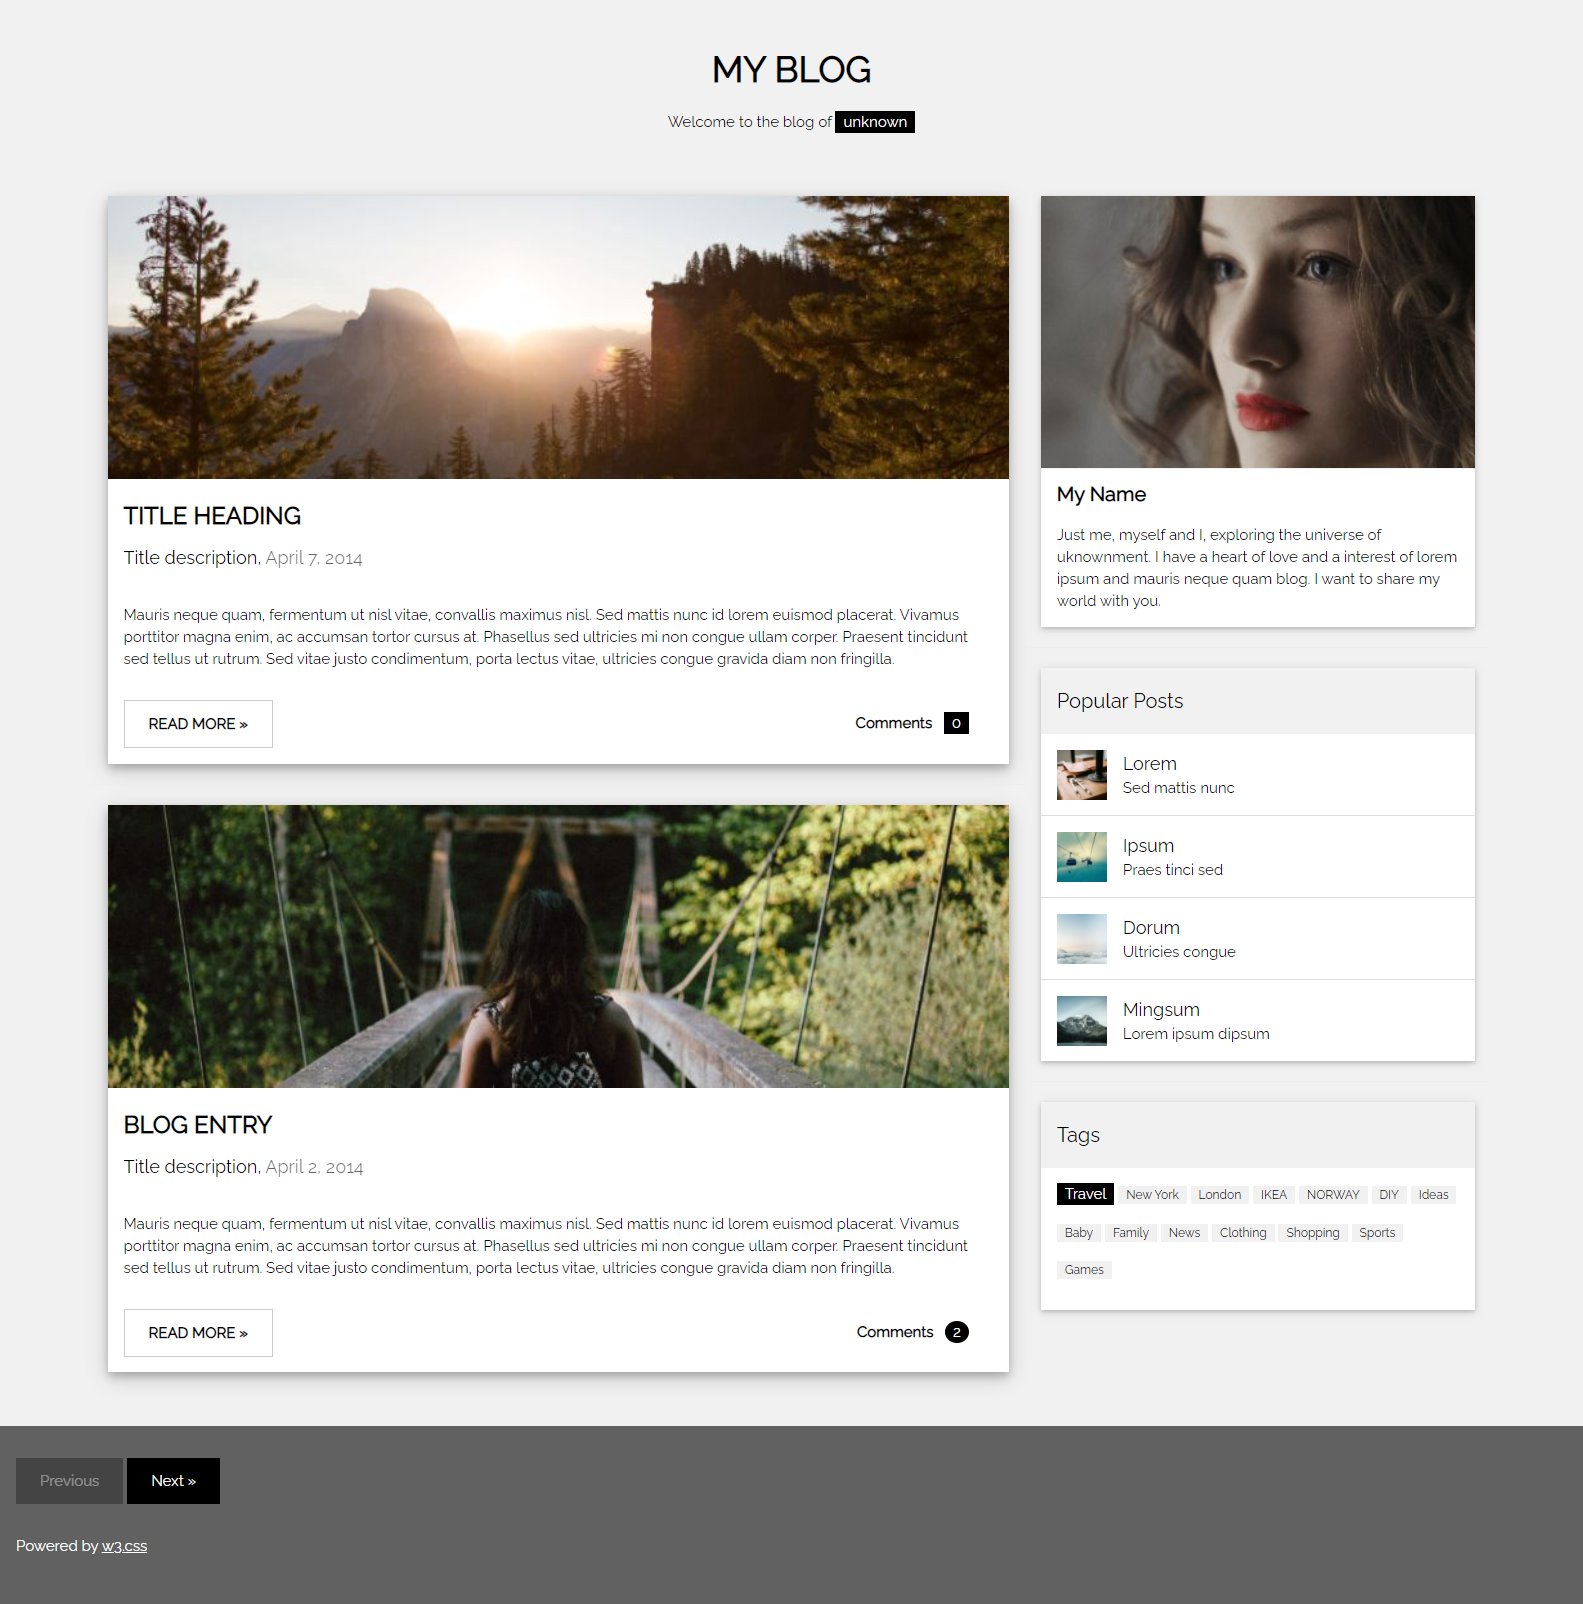 MY BLOG
Welcome to the blog of unknown
TITLE HEADING
Title description, April 7, 2014
Mauris neque quam, fermentum ut nisl vitae, convallis maximus nisl. Sed mattis nunc id lorem euismod placerat. Vivamus
porttitor magna enim, ac accumsan tortor cursus at. Phasellus sed ultricies mi non congue ullam corper. Praesent tincidunt
sed tellus ut rutrum. Sed vitae justo condimentum, porta lectus vitae, ultricies congue gravida diam non fringilla.
READ MORE »
Comments 0
BLOG ENTRY
Title description, April 2, 2014
Mauris neque quam, fermentum ut nisl vitae, convallis maximus nisl. Sed mattis nunc id lorem euismod placerat. Vivamus
porttitor magna enim, ac accumsan tortor cursus at. Phasellus sed ultricies mi non congue ullam corper. Praesent tincidunt
sed tellus ut rutrum. Sed vitae justo condimentum, porta lectus vitae, ultricies congue gravida diam non fringilla.
READ MORE »
Comments 2
My Name
Just me, myself and I, exploring the universe of
uknownment. I have a heart of love and a interest of lorem
ipsum and mauris neque quam blog. I want to share my
world with you.
Popular Posts
Lorem
Sed mattis nunc
Ipsum
Praes tinci sed
Dorum
Ultricies congue
Mingsum
Lorem ipsum dipsum
Tags
Travel New York London IKEA NORWAY DIY Ideas
Baby Family News Clothing Shopping Sports
Games
Previous Next »
Powered by w3.css